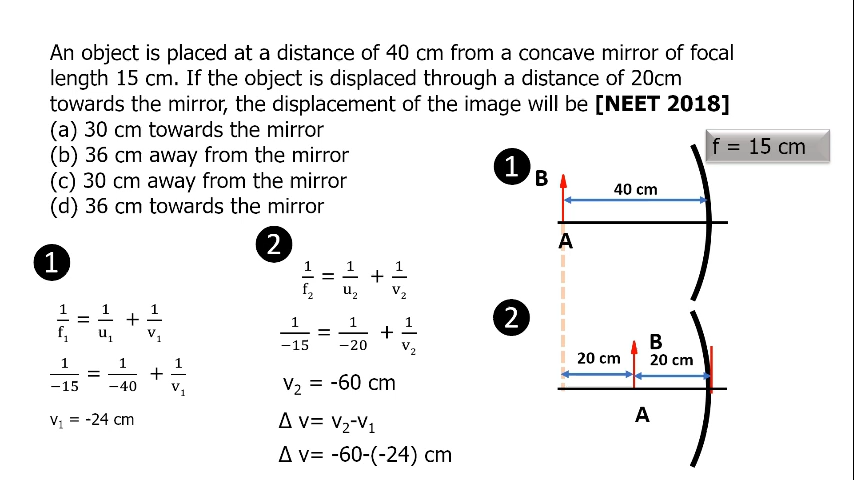 An object is placed at a distance of 40 cm from a concave mirror of focal
length 15 cm. If the object is displaced through a distance of 20cm
towards the mirror, the displacement of the image will be [NEET 2018]
(a) 30 cm towards the mirror
(b) 36 cm away from the mirror
(c) 30 cm away from the mirror
(d) 36 cm towards the mirror
1
1/f₁ = 1/u₁ + 1/v₁
1/-15 = 1/-40 + 1/v₁
v₁ = -24 cm
2
1/f₂ = 1/u₂ + 1/v₂
1/-15 = 1/-20 + 1/v₂
v₂ = -60 cm
Δ v= v₂-v₁
Δ v= -60-(-24) cm
f = 15 cm
1
B
40 cm
A
2
B
20 cm
20 cm
A